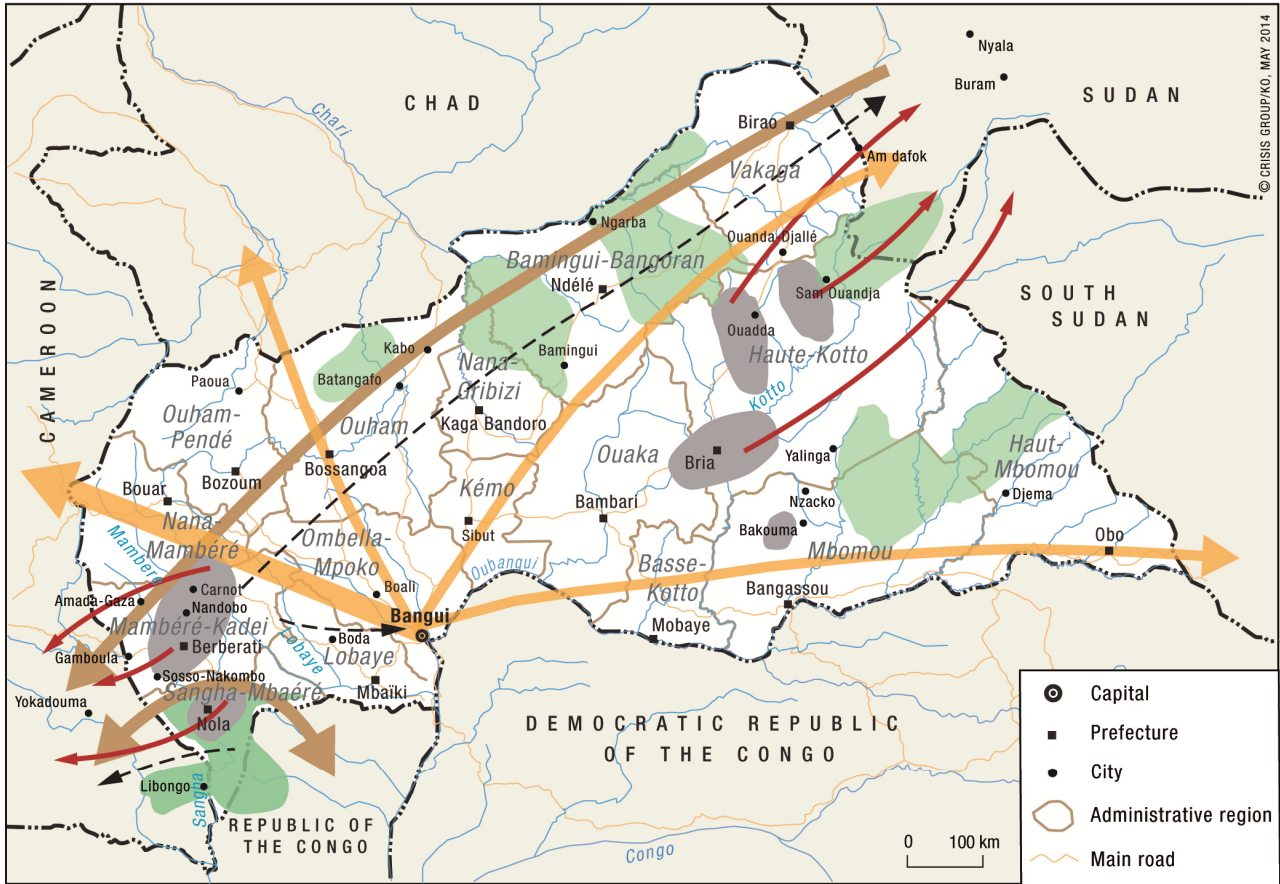 © CRISIS GROUP/KO, MAY 2014
Nyala
Buram
SUDAN
CHAD
Chari
Birao
Vakaga
Am dafok
Ngarba
Ouanda-Djallé
Bamingui-Bangoran
Ndélé
Sam Ouandja
Ouadda
Haute-Kotto
SOUTH
SUDAN
CAMEROON
Kabo
Batangafo
Paoua
Nana-
Gribizi
Bamingui
Kotto
Ouham-
Pendé
Ouham
Kaga Bandoro
Ouaka
Bria
Yalinga
Haut-
Mbomou
Djema
Bossangoa
Bozoum
Bouar
Nzacko
Kémo
Bambari
Bakouma
Mbomou
Obo
Nana-
Mambéré
Mambéré
Ombella-
Mpoko
Sibut
Oubangui
Basse-
Kotto
Bangassou
Mobaye
Boali
Bangui
Carnot
Amada-Gaza
Nandobo
Mambéré-Kadei
Berberati
Gamboula
Boda
Lobaye
Lobaye
Mbaïki
Sosso-Nakombo
Sangha-Mbaéré
Yokadouma
Nola
Libongo
Sangha
DEMOCRATIC REPUBLIC
OF THE CONGO
REPUBLIC OF
THE CONGO
Congo
0 100 km
Capital
Prefecture
City
Administrative region
Main road